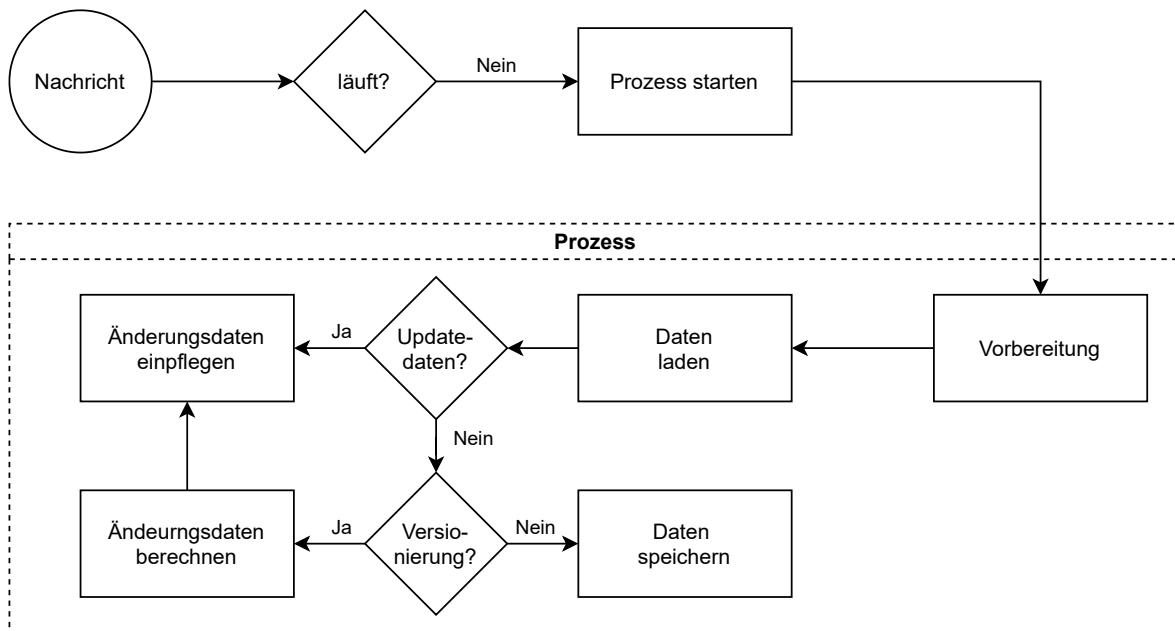 Nachricht
läuft?
Nein
Prozess starten
Prozess
Änderungsdaten
einpflegen
Ja
Update-
daten?
Daten
laden
Vorbereitung
Nein
Ändeurngsdaten
berechnen
Ja
Versio-
nierung?
Nein
Daten
speichern